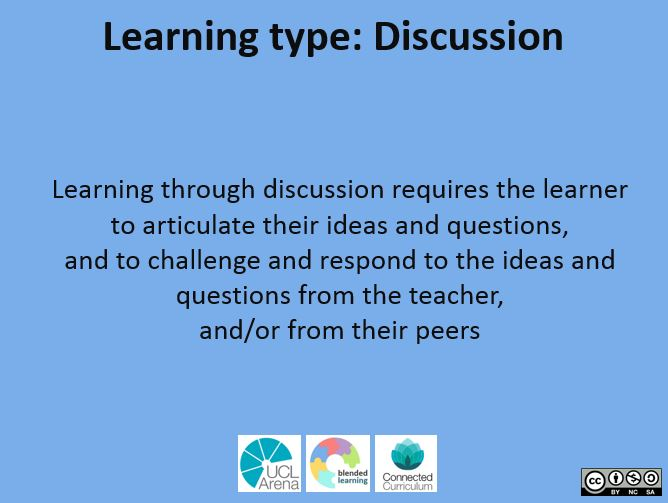 Learning type: Discussion
Learning through discussion requires the learner
to articulate their ideas and questions,
and to challenge and respond to the ideas and
questions from the teacher,
and/or from their peers
UCL
Arena
blended
learning
Connected
Curriculum
cc
BY NC SA